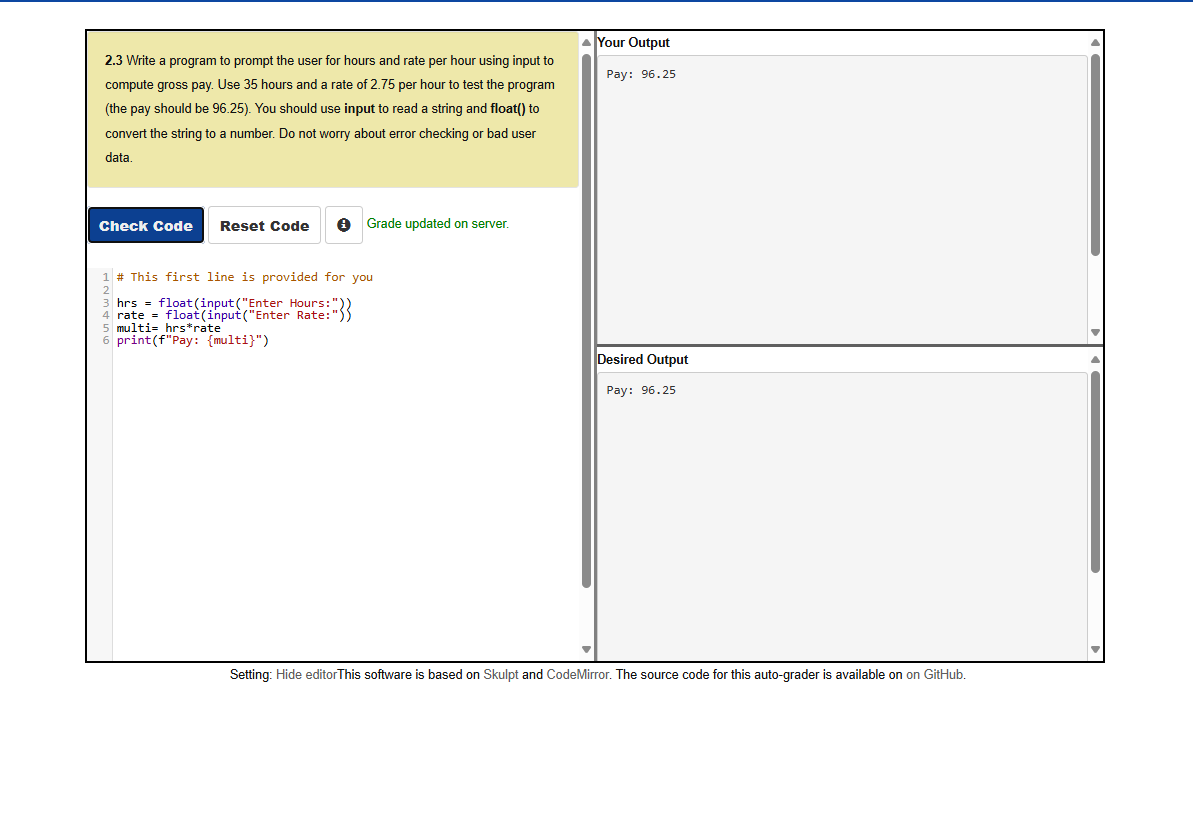 2.3 Write a program to prompt the user for hours and rate per hour using input to
compute gross pay. Use 35 hours and a rate of 2.75 per hour to test the program
(the pay should be 96.25). You should use input to read a string and float() to
convert the string to a number. Do not worry about error checking or bad user
data.
Check Code
Reset Code
Grade updated on server.
1 # This first line is provided for you
2
3 hrs = float(input("Enter Hours:"))
4 rate = float(input("Enter Rate:"))
5 multi= hrs*rate
6 print(f"Pay: {multi}")
Your Output
Pay: 96.25
Desired Output
Pay: 96.25
Setting: Hide editorThis software is based on Skulpt and CodeMirror. The source code for this auto-grader is available on on GitHub.